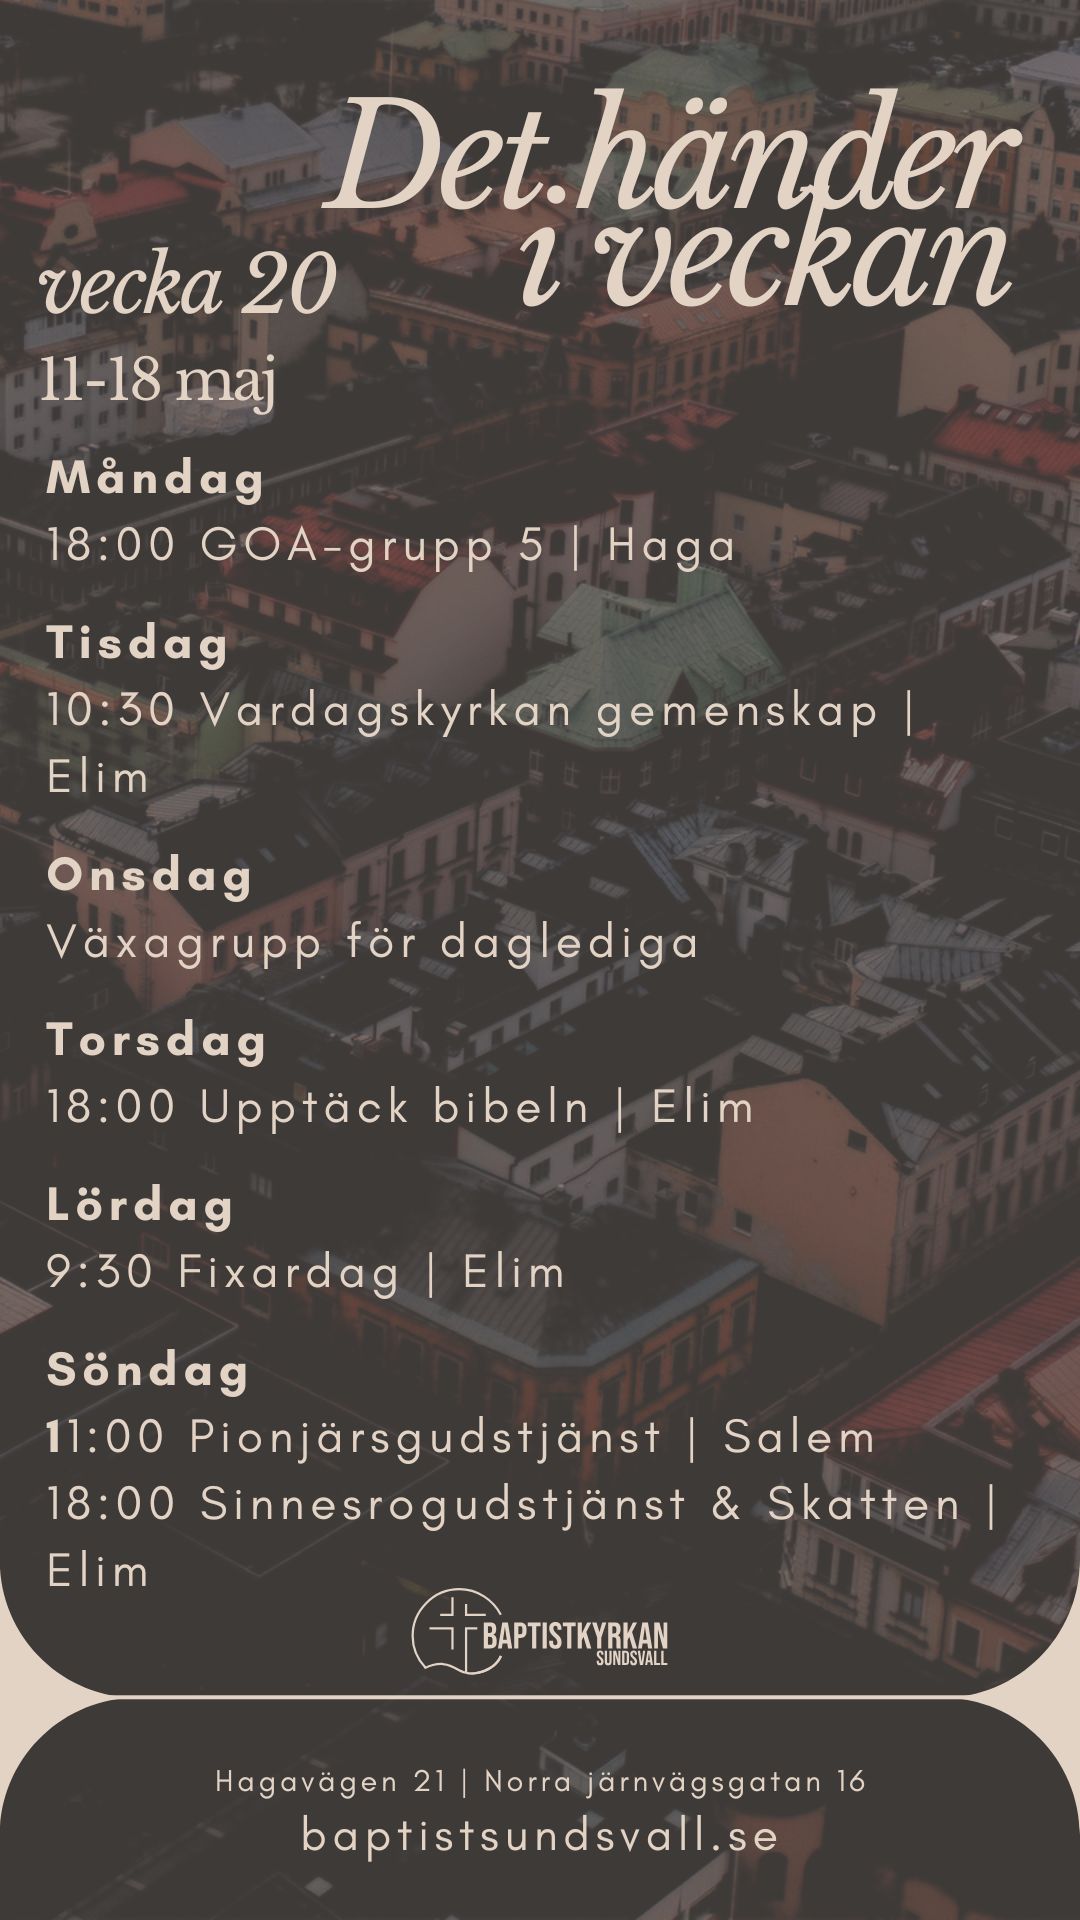 Det.händer
i veckan
vecka 20
11-18 maj
Måndag
18:00 GOA-grupp 5 | Haga
Tisdag
10:30 Vardagskyrkan gemenskap |
Elim
Onsdag
Växagrupp för daglediga
Torsdag
18:00 Upptäck bibeln | Elim
Lördag
9:30 Fixardag | Elim
Söndag
11:00 Pionjärsgudstjänst | Salem
18:00 Sinnesrogudstjänst & Skatten |
Elim
BAPTISTKYRKAN
SUNDSVALL
Hagavägen 21 | Norra järnvägsgatan 16
baptistsundsvall.se